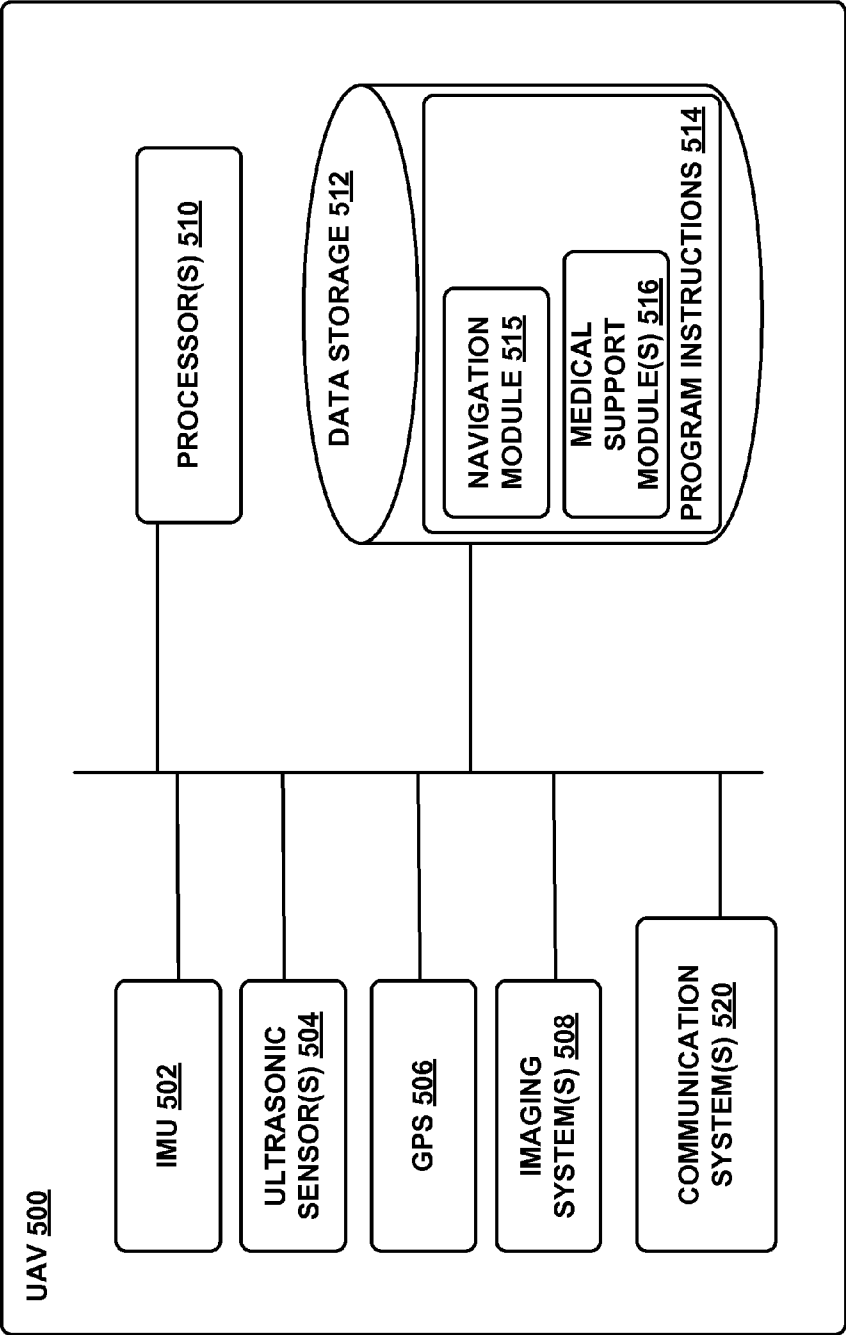 UAV 500
IMU 502
ULTRASONIC
SENSOR(S) 504
GPS 506
IMAGING
SYSTEM(S) 508
COMMUNICATION
SYSTEM(S) 520
PROCESSOR(S) 510
DATA STORAGE 512
NAVIGATION
MODULE 515
MEDICAL
SUPPORT
MODULE(S) 516
PROGRAM INSTRUCTIONS 514